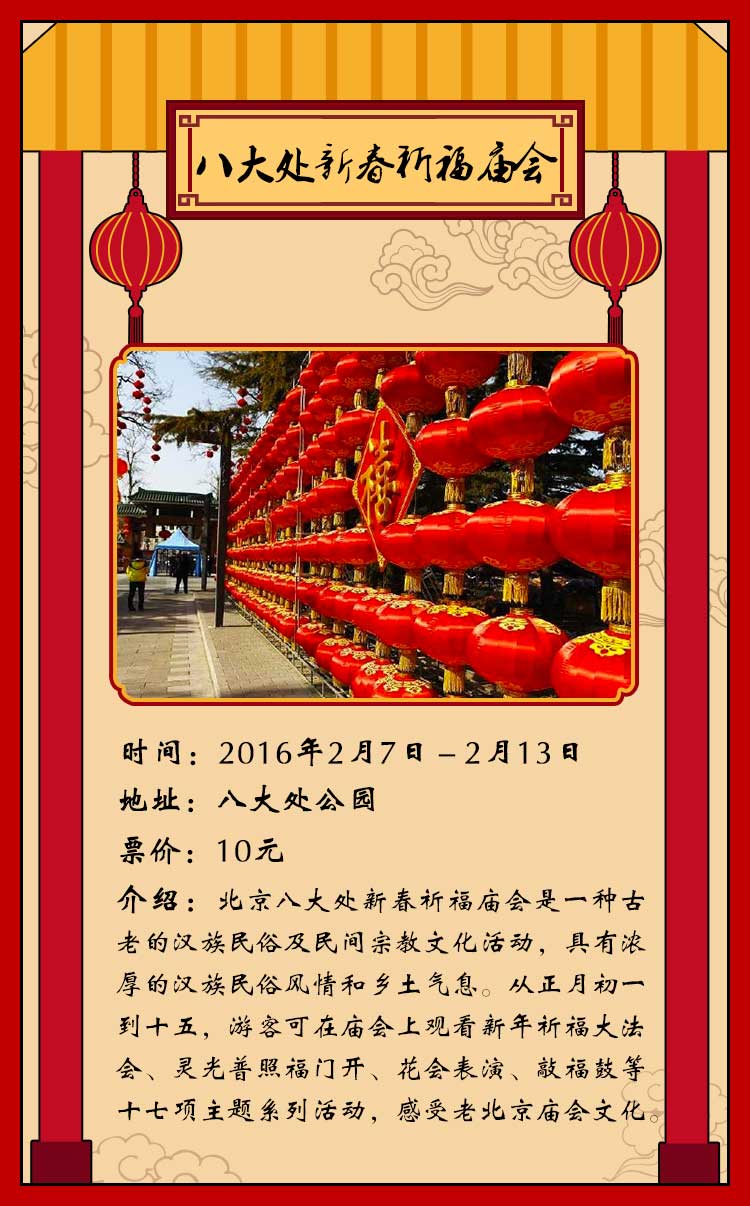 八大处新春祈福庙会
禧
时间：2016年2月7日－2月13日
地址：八大处公园
票价：10元
介绍：北京八大处新春祈福庙会是一种古
老的汉族民俗及民间宗教文化活动，具有浓
厚的汉族民俗风情和乡土气息。从正月初一
到十五，游客可在庙会上观看新年祈福大法
会、灵光普照福门开、花会表演、敲福鼓等
十七项主题系列活动，感受老北京庙会文化。